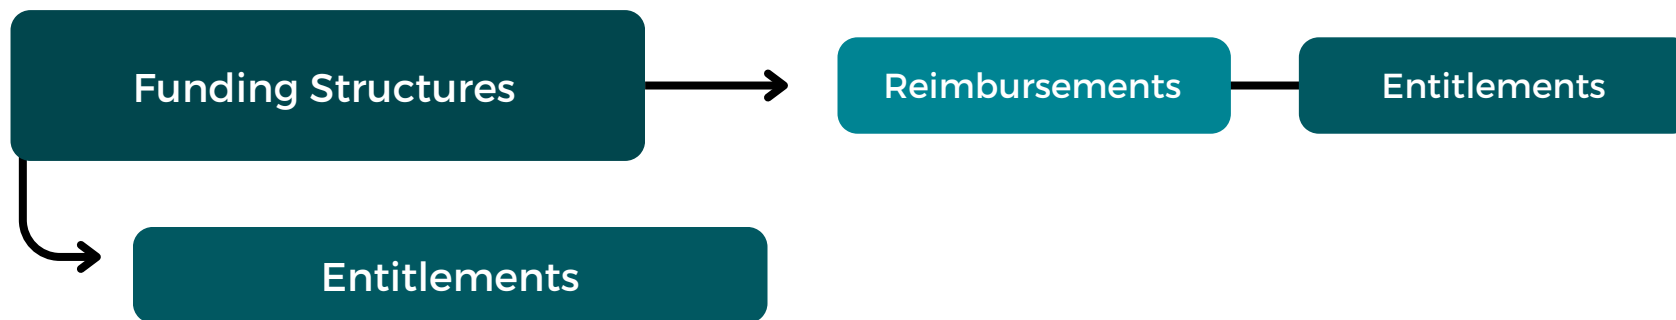 Funding Structures
Reimbursements
Entitlements
Entitlements